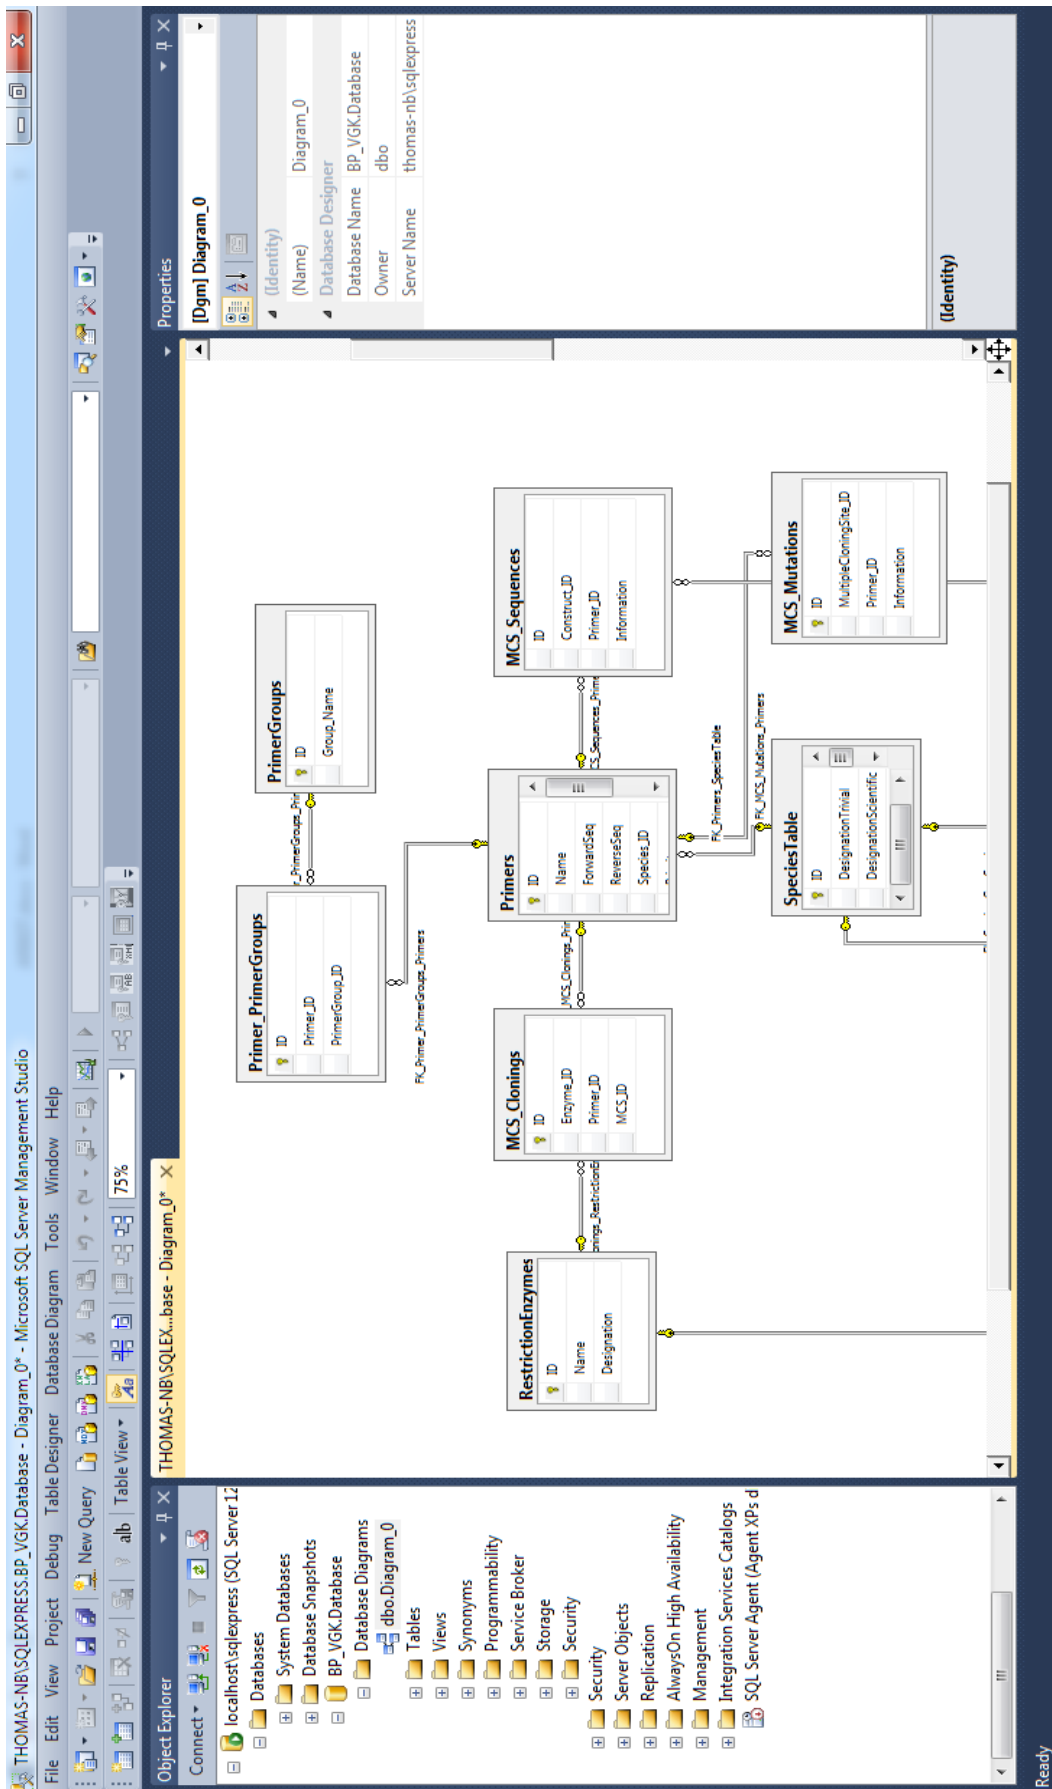 THOMAS-NB\SQLEXPRESS.BP_VGK.Database - Diagram_0* - Microsoft SQL Server Management Studio
File Edit View Project Debug Table Designer Database Diagram Tools Window Help
New Query
Table View
75%
Object Explorer
Connect
localhost\sqlexpress (SQL Server 12
Databases
System Databases
Database Snapshots
BP_VGK.Database
Database Diagrams
dbo.Diagram_0
Tables
Views
Synonyms
Programmability
Service Broker
Storage
Security
Security
Server Objects
Replication
AlwaysOn High Availability
Management
Integration Services Catalogs
SQL Server Agent (Agent XPs d
THOMAS-NB\SQLEX...base - Diagram_0*
Primer_PrimerGroups
ID
Primer_ID
PrimerGroup_ID
r_PrimerGroups_Prir
PrimerGroups
ID
Group_Name
FK_Primer_PrimerGroups_Primers
RestrictionEnzymes
ID
Name
Designation
onings_RestrictionEr
MCS_Clonings
ID
Enzyme_ID
Primer_ID
MCS_ID
_MCS_Clonings_Prir
Primers
ID
Name
ForwardSeq
ReverseSeq
Species_ID
CS_Sequences_Prime
MCS_Sequences
ID
Construct_ID
Primer_ID
Information
FK_Primers_SpeciesTable
FK_MCS_Mutations_Primers
SpeciesTable
ID
DesignationTrivial
DesignationScientific
MCS_Mutations
ID
MultipleCloningSite_ID
Primer_ID
Information
Properties
[Dgm] Diagram_0
(Identity)
(Name) Diagram_0
Database Designer
Database Name BP_VGK.Database
Owner dbo
Server Name thomas-nb\sqlexpress
(Identity)
Ready